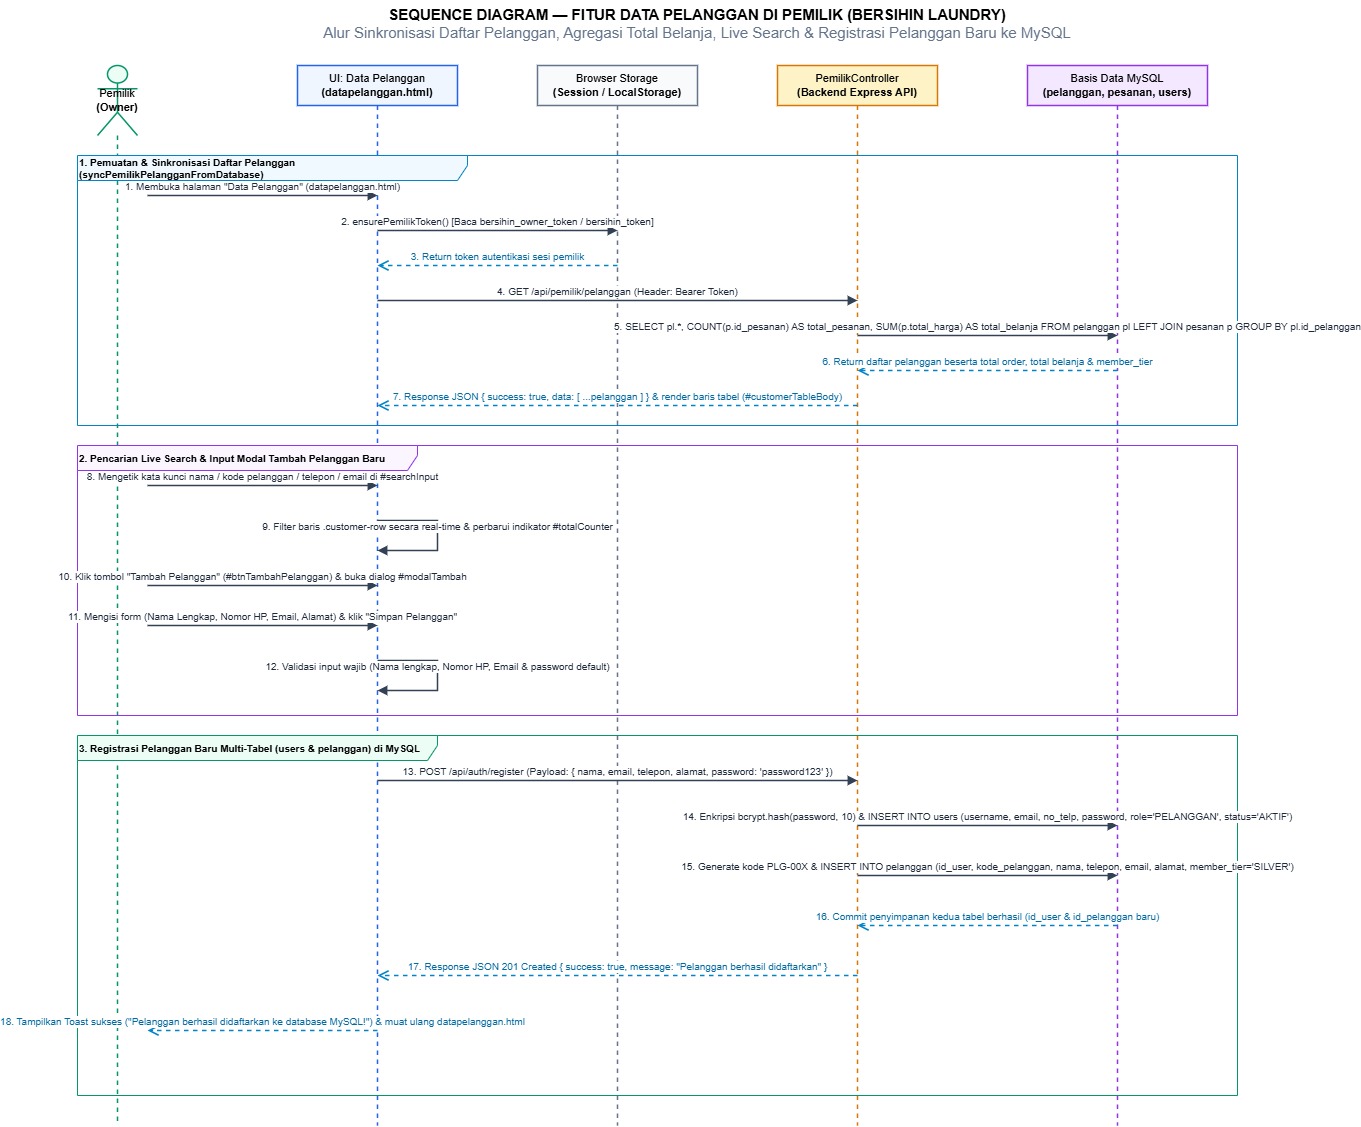 SEQUENCE DIAGRAM — FITUR DATA PELANGGAN DI PEMILIK (BERSIHIN LAUNDRY)
Alur Sinkronisasi Daftar Pelanggan, Agregasi Total Belanja, Live Search & Registrasi Pelanggan Baru ke MySQL
Pemilik
(Owner)
UI: Data Pelanggan
(datapelanggan.html)
Browser Storage
(Session / LocalStorage)
PemilikController
(Backend Express API)
Basis Data MySQL
(pelanggan, pesanan, users)
1. Pemuatan & Sinkronisasi Daftar Pelanggan
(syncPemilikPelangganFromDatabase)
1. Membuka halaman "Data Pelanggan" (datapelanggan.html)
2. ensurePemilikToken() [Baca bersihin_owner_token / bersihin_token]
3. Return token autentikasi sesi pemilik
4. GET /api/pemilik/pelanggan (Header: Bearer Token)
5. SELECT pl.*, COUNT(p.id_pesanan) AS total_pesanan, SUM(p.total_harga) AS total_belanja FROM pelanggan pl LEFT JOIN pesanan p GROUP BY pl.id_pelanggan
6. Return daftar pelanggan beserta total order, total belanja & member_tier
7. Response JSON { success: true, data: [ ...pelanggan ] } & render baris tabel (#customerTableBody)
2. Pencarian Live Search & Input Modal Tambah Pelanggan Baru
8. Mengetik kata kunci nama / kode pelanggan / telepon / email di #searchInput
9. Filter baris .customer-row secara real-time & perbarui indikator #totalCounter
10. Klik tombol "Tambah Pelanggan" (#btnTambahPelanggan) & buka dialog #modalTambah
11. Mengisi form (Nama Lengkap, Nomor HP, Email, Alamat) & klik "Simpan Pelanggan"
12. Validasi input wajib (Nama lengkap, Nomor HP, Email & password default)
3. Registrasi Pelanggan Baru Multi-Tabel (users & pelanggan) di MySQL
13. POST /api/auth/register (Payload: { nama, email, telepon, alamat, password: 'password123' })
14. Enkripsi bcrypt.hash(password, 10) & INSERT INTO users (username, email, no_telp, password, role='PELANGGAN', status='AKTIF')
15. Generate kode PLG-00X & INSERT INTO pelanggan (id_user, kode_pelanggan, nama, telepon, email, alamat, member_tier='SILVER')
16. Commit penyimpanan kedua tabel berhasil (id_user & id_pelanggan baru)
17. Response JSON 201 Created { success: true, message: "Pelanggan berhasil didaftarkan" }
18. Tampilkan Toast sukses ("Pelanggan berhasil didaftarkan ke database MySQL!") & muat ulang datapelanggan.html